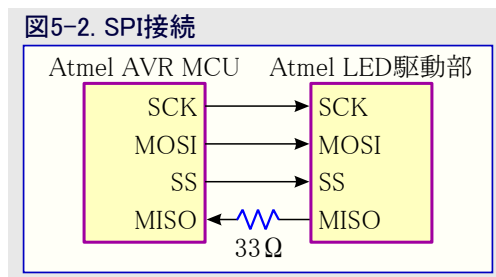 図5-2. SPI接続
Atmel AVR MCU Atmel LED駆動部
SCK SCK
MOSI MOSI
SS SS
MISO MISO
33Ω